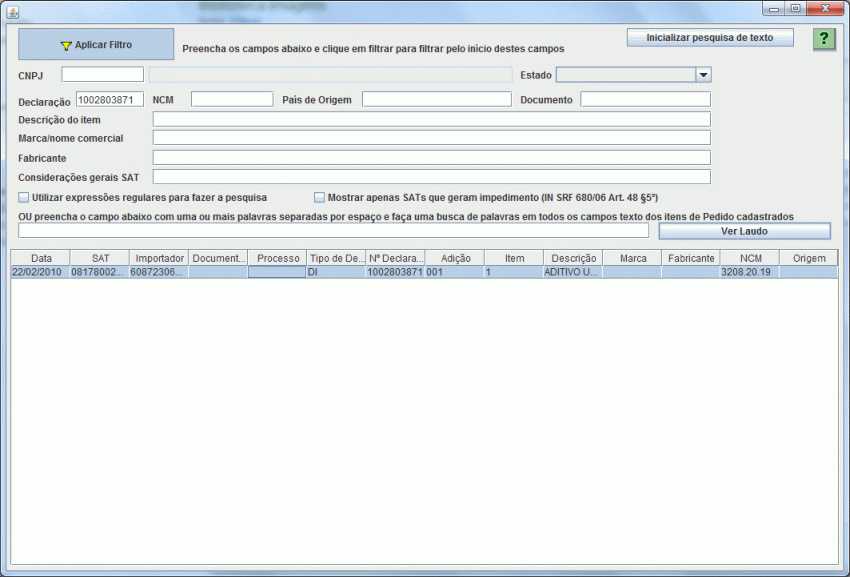 Aplicar Filtro
Preencha os campos abaixo e clique em filtrar para filtrar pelo início destes campos
Inicializar pesquisa de texto
?
CNPJ
Estado
Declaração 1002803871 NCM País de Origem Documento
Descrição do item
Marca/nome comercial
Fabricante
Considerações gerais SAT
Utilizar expressões regulares para fazer a pesquisa Mostrar apenas SATs que geram impedimento (IN SRF 680/06 Art. 48 §5º)
OU preencha o campo abaixo com uma ou mais palavras separadas por espaço e faça uma busca de palavras em todos os campos texto dos itens de Pedido cadastrados
Ver Laudo
Data SAT Importador Document... Processo Tipo de De... Nº Declara... Adição Item Descrição Marca Fabricante NCM Origem
22/02/2010 08178002... 60872306... DI 1002803871 001 1 ADITIVO U... 3208.20.19